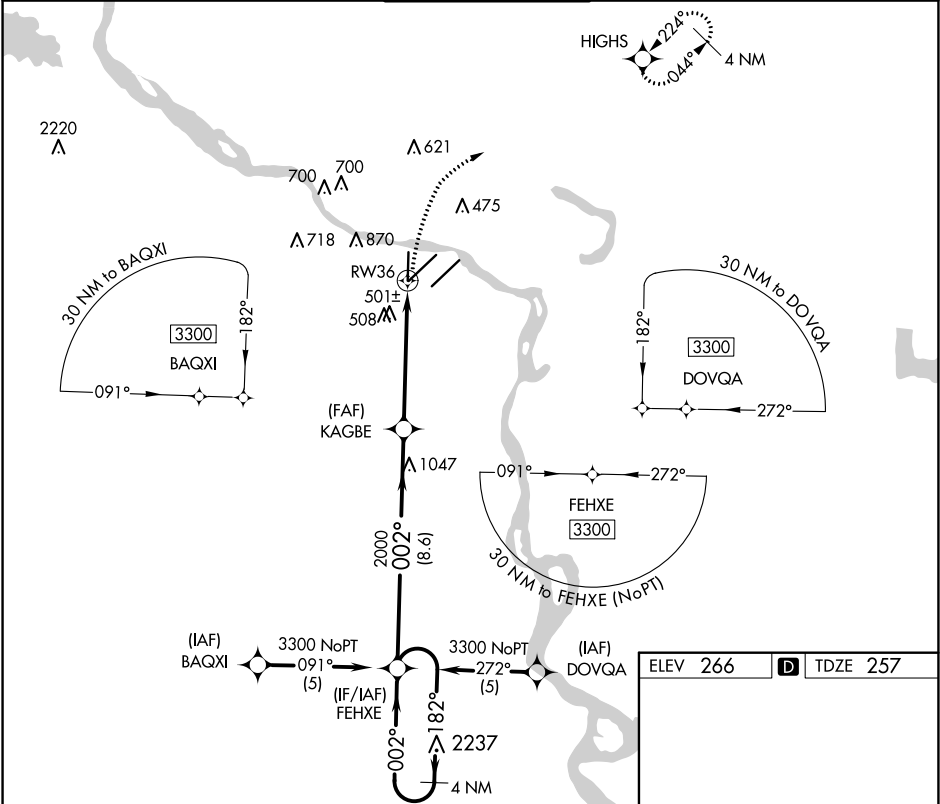 HIGHS
224°
044°
4 NM
2220
621
700
700
475
718
870
RW36
501±
508
30 NM to BAQXI
3300
BAQXI
182°
091°
30 NM to DOVQA
3300
DOVQA
182°
272°
(FAF)
KAGBE
1047
091°
272°
FEHXE
3300
30 NM to FEHXE (NoPT)
2000
002°
(8.6)
(IAF)
BAQXI
3300 NoPT
091°
(5)
3300 NoPT
272°
(5)
(IAF)
DOVQA
(IF/IAF)
FEHXE
002°
182°
2237
4 NM
ELEV 266 D TDZE 257